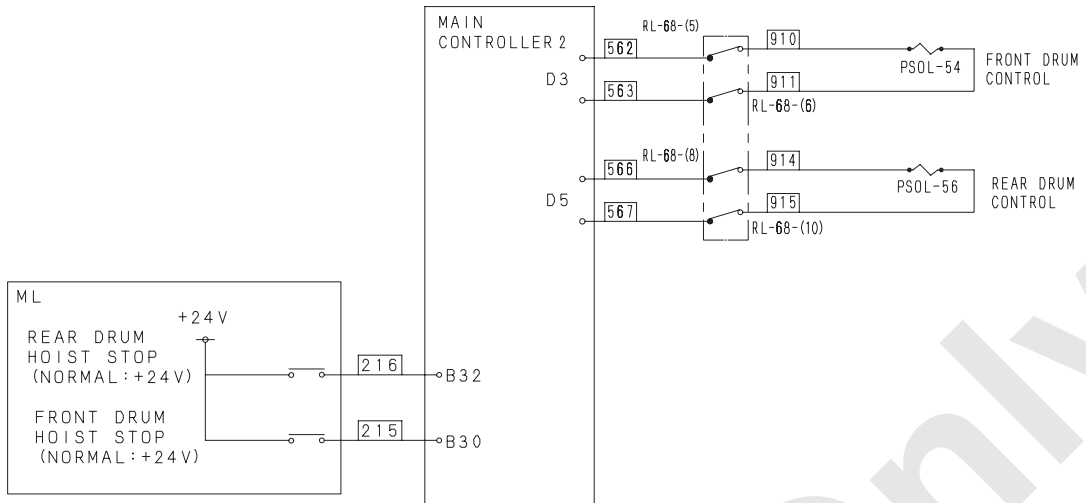 MAIN
CONTROLLER 2
RL-68-(5)
562
910
PSOL-54
FRONT DRUM
CONTROL
D3
563
911
RL-68-(6)
RL-68-(8)
566
914
PSOL-56
REAR DRUM
CONTROL
D5
567
915
RL-68-(10)
ML
+24V
REAR DRUM
HOIST STOP
(NORMAL:+24V)
216
B32
FRONT DRUM
HOIST STOP
(NORMAL:+24V)
215
B30
only